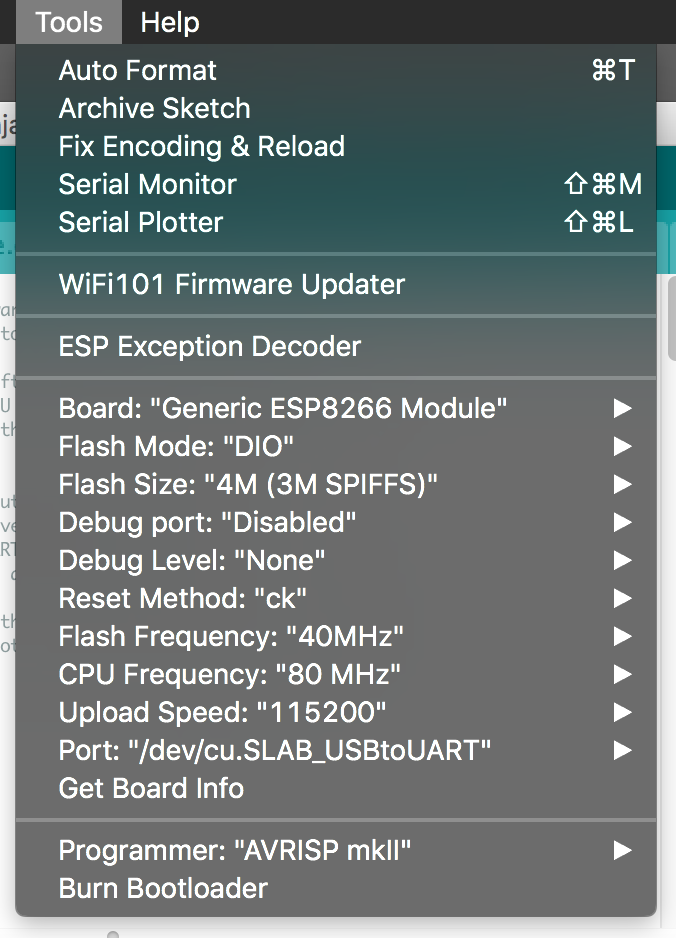 Tools Help
Auto Format ⌘T
Archive Sketch
Fix Encoding & Reload
Serial Monitor ⇧⌘M
Serial Plotter ⇧⌘L
WiFi101 Firmware Updater
ESP Exception Decoder
Board: "Generic ESP8266 Module" ▶
Flash Mode: "DIO" ▶
Flash Size: "4M (3M SPIFFS)" ▶
Debug port: "Disabled" ▶
Debug Level: "None" ▶
Reset Method: "ck" ▶
Flash Frequency: "40MHz" ▶
CPU Frequency: "80 MHz" ▶
Upload Speed: "115200" ▶
Port: "/dev/cu.SLAB_USBtoUART" ▶
Get Board Info
Programmer: "AVRISP mkII" ▶
Burn Bootloader